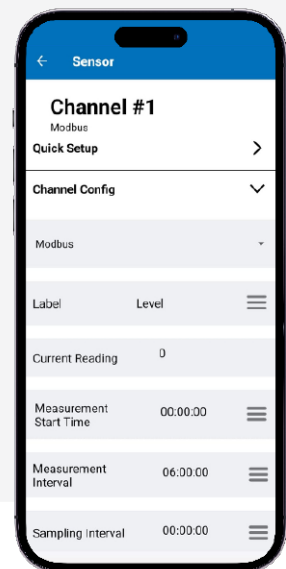 Sensor
Channel #1
Modbus
Quick Setup
Channel Config
Modbus
Label Level
Current Reading 0
Measurement
Start Time 00:00:00
Measurement
Interval 06:00:00
Sampling Interval 00:00:00